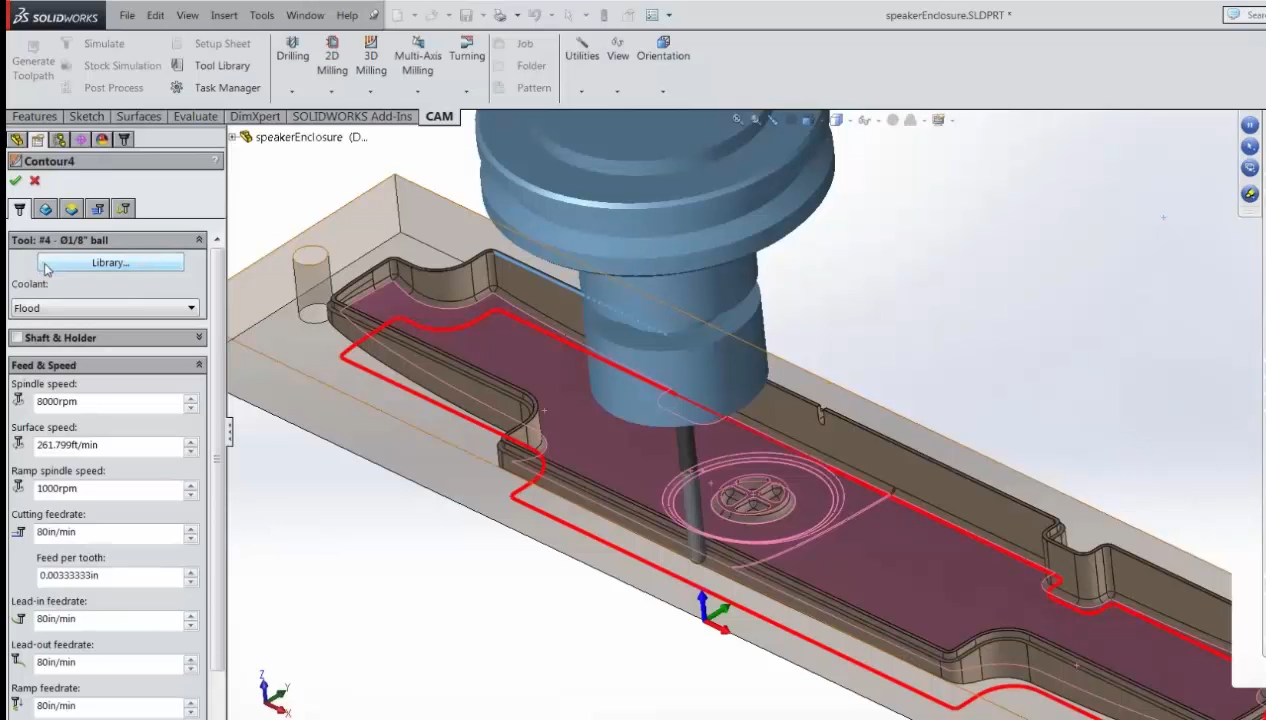 SOLIDWORKS File Edit View Insert Tools Window Help speakerEnclosure.SLDPRT *
Generate Toolpath
Simulate
Stock Simulation
Post Process
Setup Sheet
Tool Library
Task Manager
Drilling
2D Milling
3D Milling
Multi-Axis Milling
Turning
Job
Folder
Pattern
Utilities
View
Orientation
Features Sketch Surfaces Evaluate DimXpert SOLIDWORKS Add-Ins CAM
speakerEnclosure (D...
Contour4 ?
Tool: #4 - Ø1/8" ball
Library...
Coolant:
Flood
Shaft & Holder
Feed & Speed
Spindle speed:
8000rpm
Surface speed:
261.799ft/min
Ramp spindle speed:
1000rpm
Cutting feedrate:
80in/min
Feed per tooth:
0.00333333in
Lead-in feedrate:
80in/min
Lead-out feedrate:
80in/min
Ramp feedrate:
80in/min
Z
Y
X